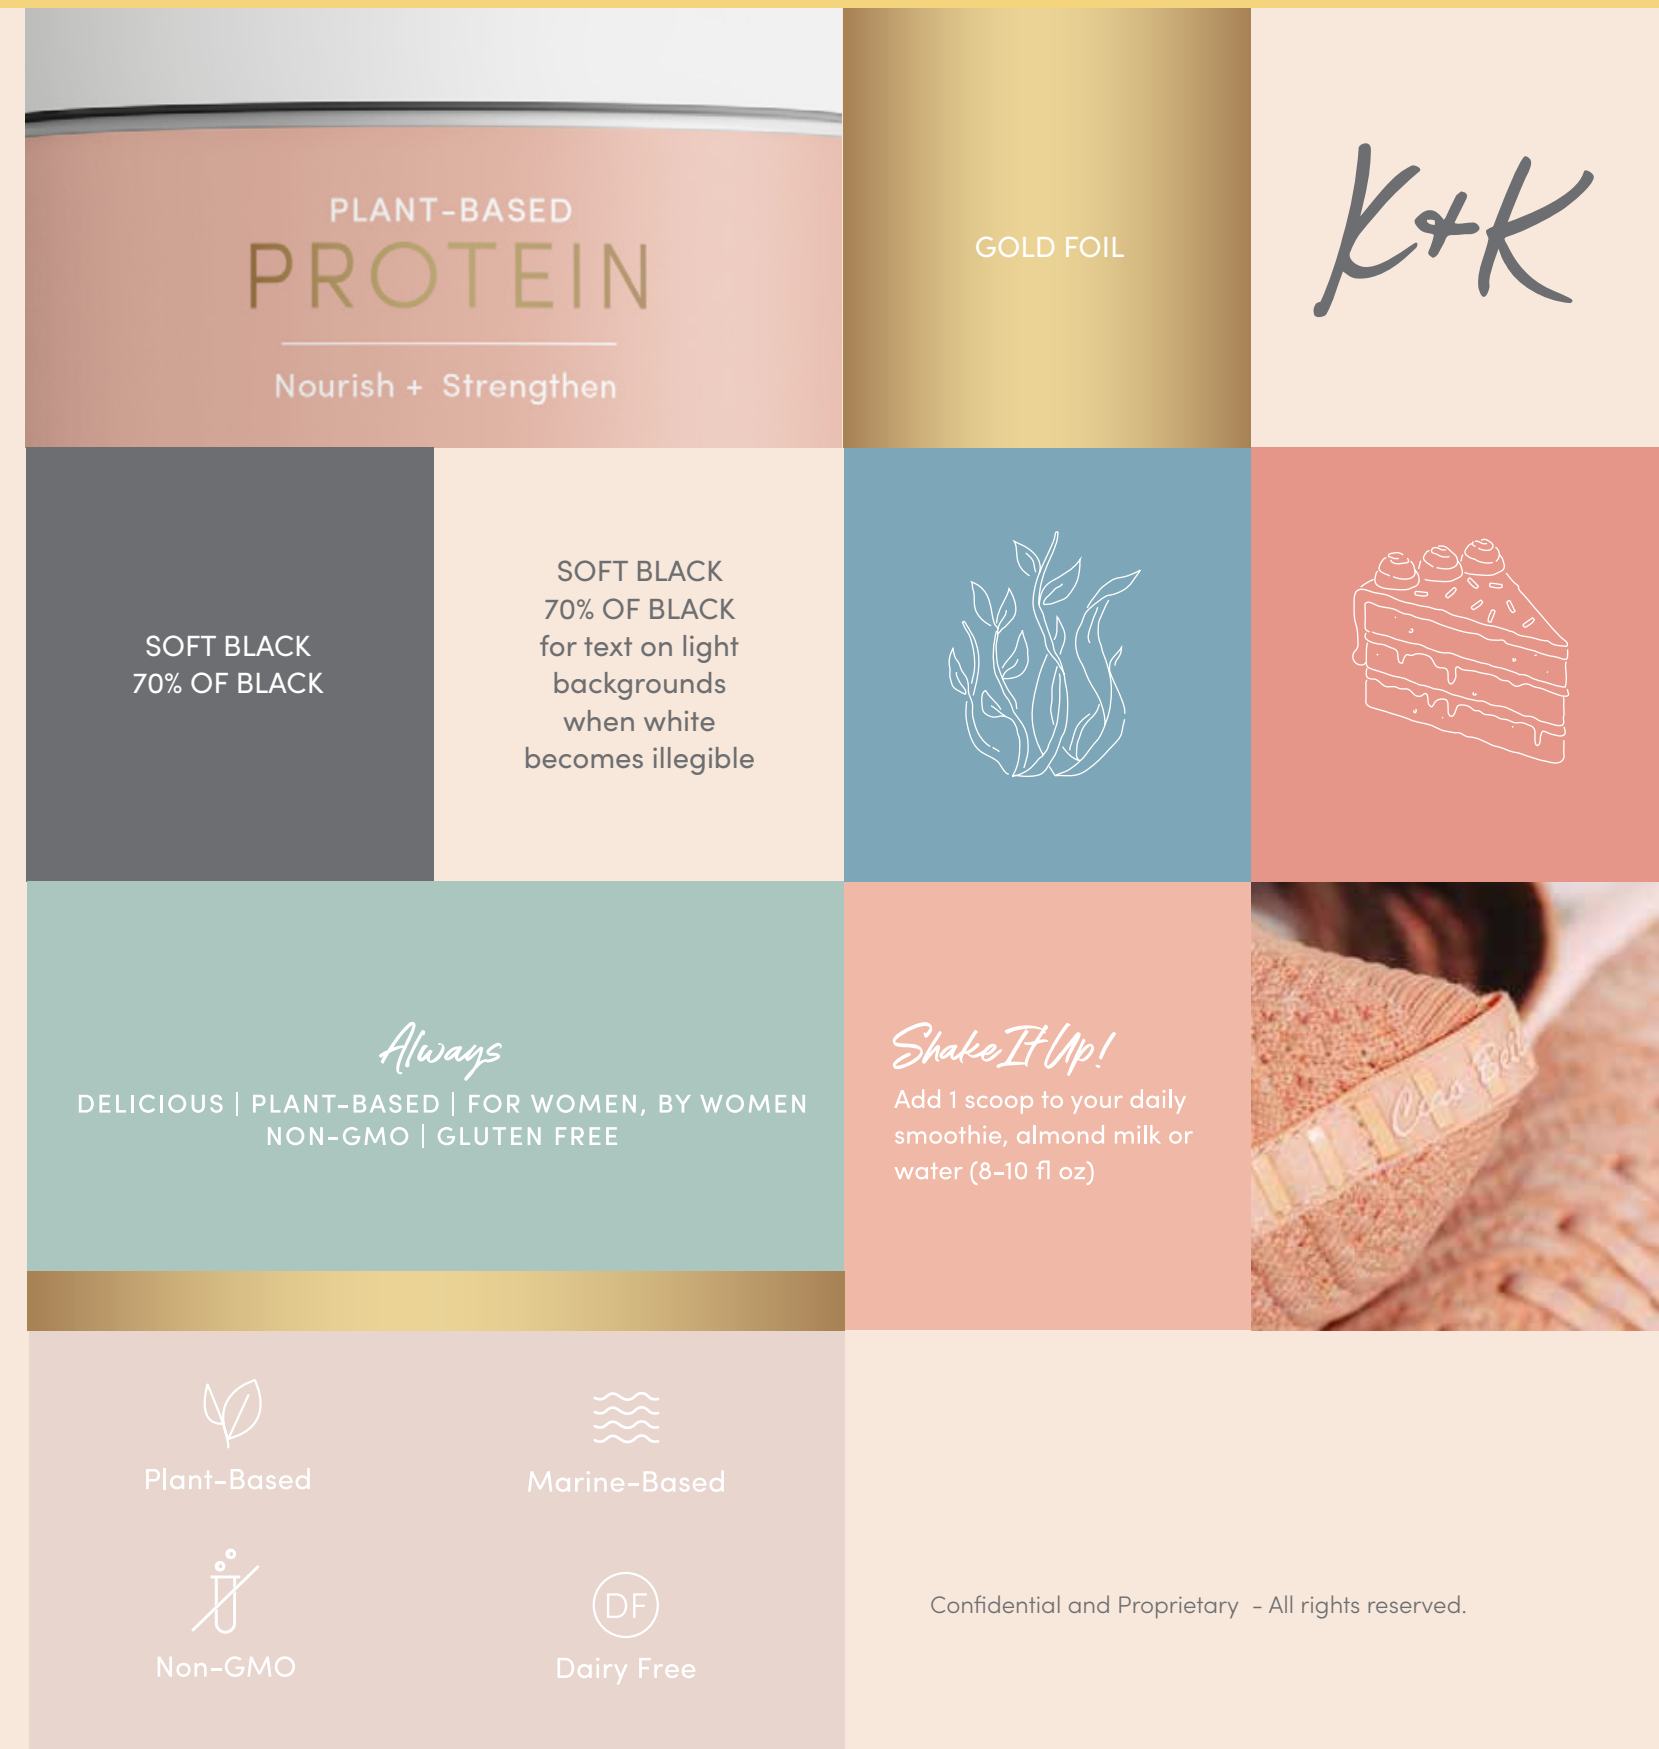 PLANT-BASED
PROTEIN
Nourish + Strengthen
GOLD FOIL
K+K
SOFT BLACK
70% OF BLACK
SOFT BLACK
70% OF BLACK
for text on light
backgrounds
when white
becomes illegible
Always
DELICIOUS | PLANT-BASED | FOR WOMEN, BY WOMEN
NON-GMO | GLUTEN FREE
Shake It Up!
Add 1 scoop to your daily
smoothie, almond milk or
water (8-10 fl oz)
Plant-Based
Marine-Based
Non-GMO
DF
Dairy Free
Confidential and Proprietary - All rights reserved.